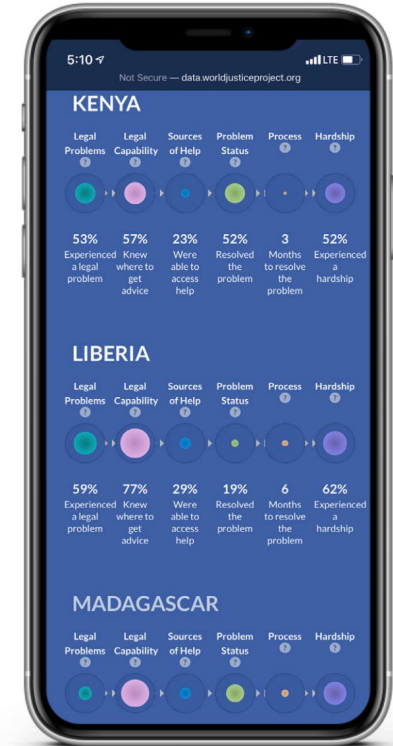 5:10 LTE
Not Secure — data.worldjusticeproject.org
KENYA
Legal Problems ? Legal Capability ? Sources of Help ? Problem Status ? Process ? Hardship ?
53% Experienced a legal problem
57% Knew where to get advice
23% Were able to access help
52% Resolved the problem
3 Months to resolve the problem
52% Experienced a hardship
LIBERIA
Legal Problems ? Legal Capability ? Sources of Help ? Problem Status ? Process ? Hardship ?
59% Experienced a legal problem
77% Knew where to get advice
29% Were able to access help
19% Resolved the problem
6 Months to resolve the problem
62% Experienced a hardship
MADAGASCAR
Legal Problems ? Legal Capability ? Sources of Help ? Problem Status ? Process ? Hardship ?